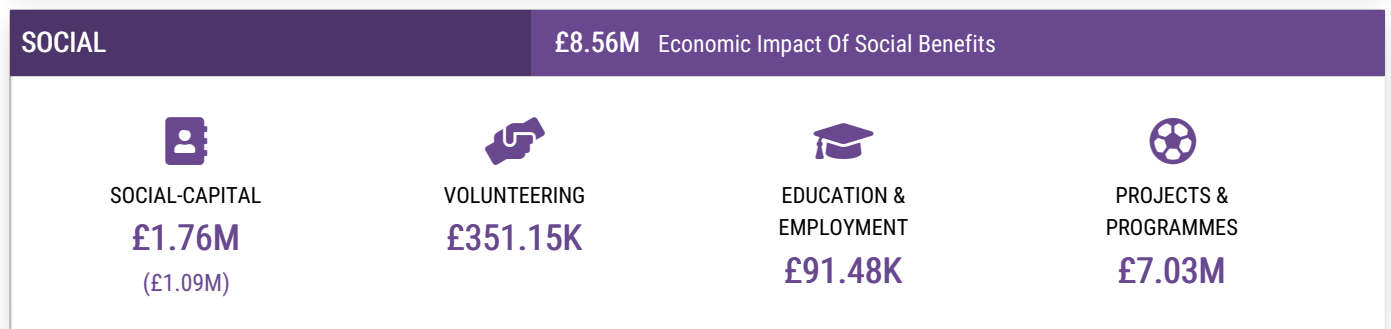 SOCIAL
£8.56M Economic Impact Of Social Benefits
SOCIAL-CAPITAL
£1.76M
(£1.09M)
VOLUNTEERING
£351.15K
EDUCATION &
EMPLOYMENT
£91.48K
PROJECTS &
PROGRAMMES
£7.03M